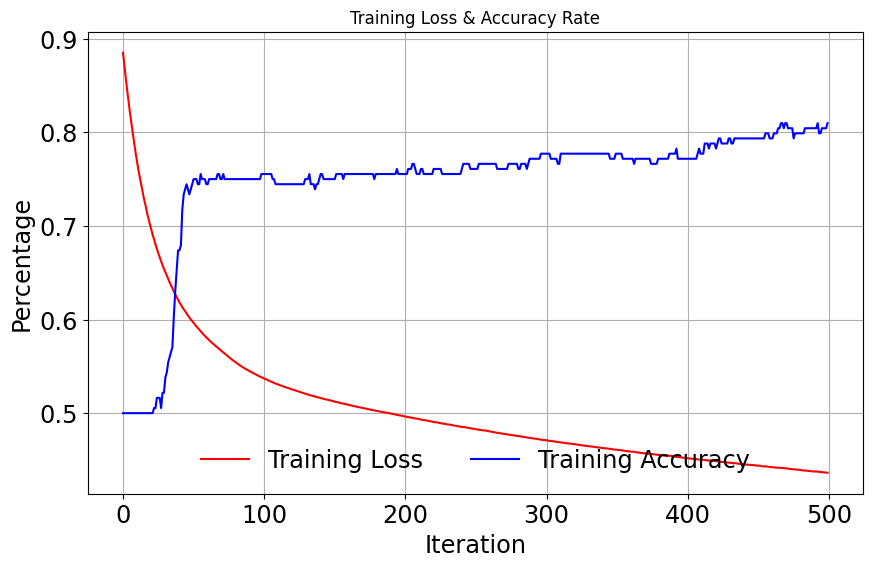 Training Loss & Accuracy Rate
0.9
0.8
0.7
0.6
0.5
Percentage
Training Loss
Training Accuracy
0
100
200
300
400
500
Iteration